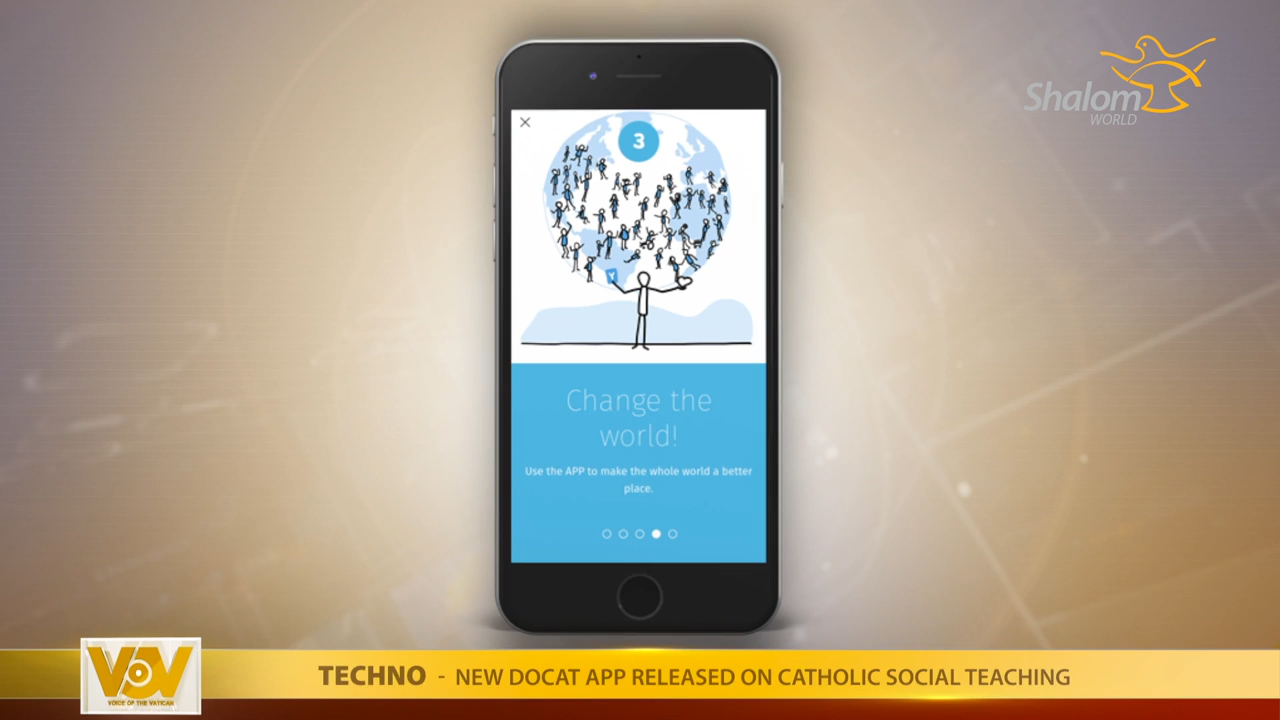 Shalom
WORLD
3
Y
Change the
world!
Use the APP to make the whole world a better
place.
VOV
VOICE OF THE VATICAN
TECHNO - NEW DOCAT APP RELEASED ON CATHOLIC SOCIAL TEACHING